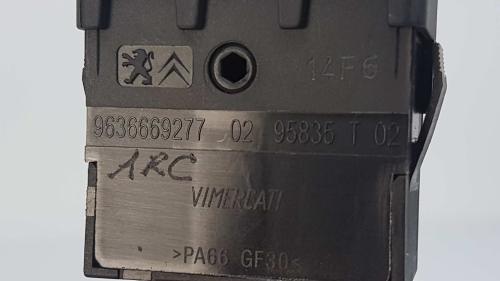 14F6
9636669277 02 95835 T 02
1RC
VIMERCATI
>PA66 GF30<